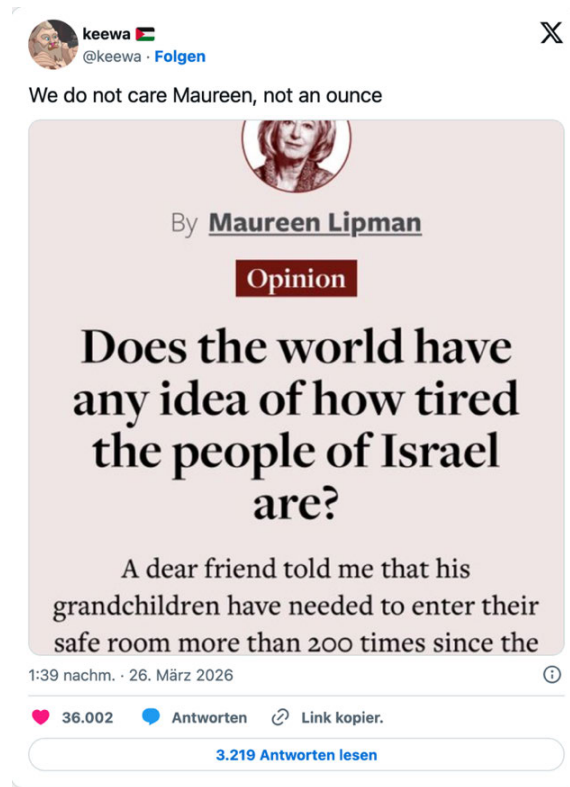 keewa 🇵🇸
@keewa · Folgen
X
We do not care Maureen, not an ounce
By Maureen Lipman
Opinion
Does the world have
any idea of how tired
the people of Israel
are?
A dear friend told me that his
grandchildren have needed to enter their
safe room more than 200 times since the
1:39 nachm. · 26. März 2026
36.002 Antworten Link kopier.
3.219 Antworten lesen